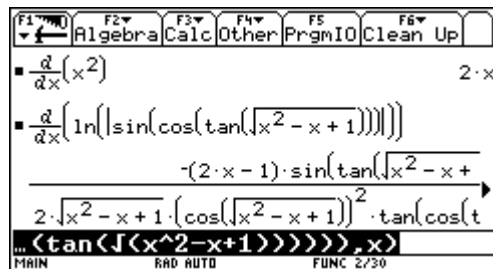 F1 F2 Algebra F3 Calc F4 Other F5 PrgmIO F6 Clean Up
d/dx(x²) 2·x
d/dx(ln(|sin(cos(tan(√x² − x + 1)))|))
-(2·x − 1)·sin(tan(√x² − x +
2·√x² − x + 1·(cos(√x² − x + 1))²·tan(cos(t
…(tan(√(x^2-x+1)))))),x)
MAIN RAD AUTO FUNC 2/30